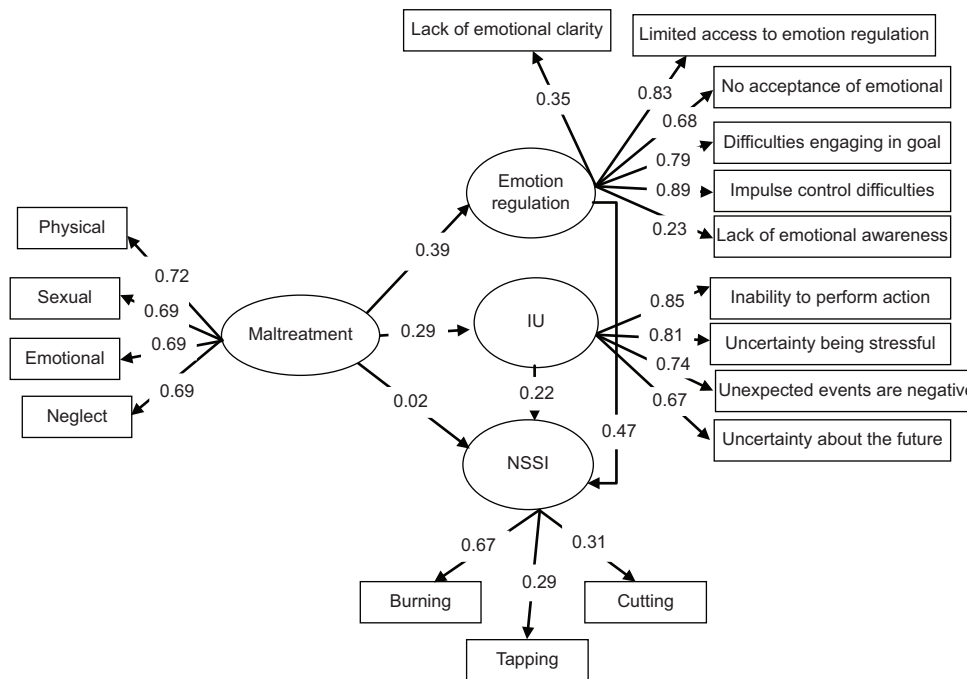 Lack of emotional clarity
Limited access to emotion regulation
0.35
0.83
No acceptance of emotional
0.68
Difficulties engaging in goal
0.79
Emotion
regulation
0.89
Impulse control difficulties
0.23
Lack of emotional awareness
Physical
0.72
0.39
Sexual
0.69
Maltreatment
0.29
IU
0.85
Inability to perform action
0.81
Uncertainty being stressful
Emotional
0.69
0.74
Unexpected events are negative
Neglect
0.69
0.02
0.22
0.67
0.47
Uncertainty about the future
NSSI
0.67
0.31
0.29
Burning
Cutting
Tapping